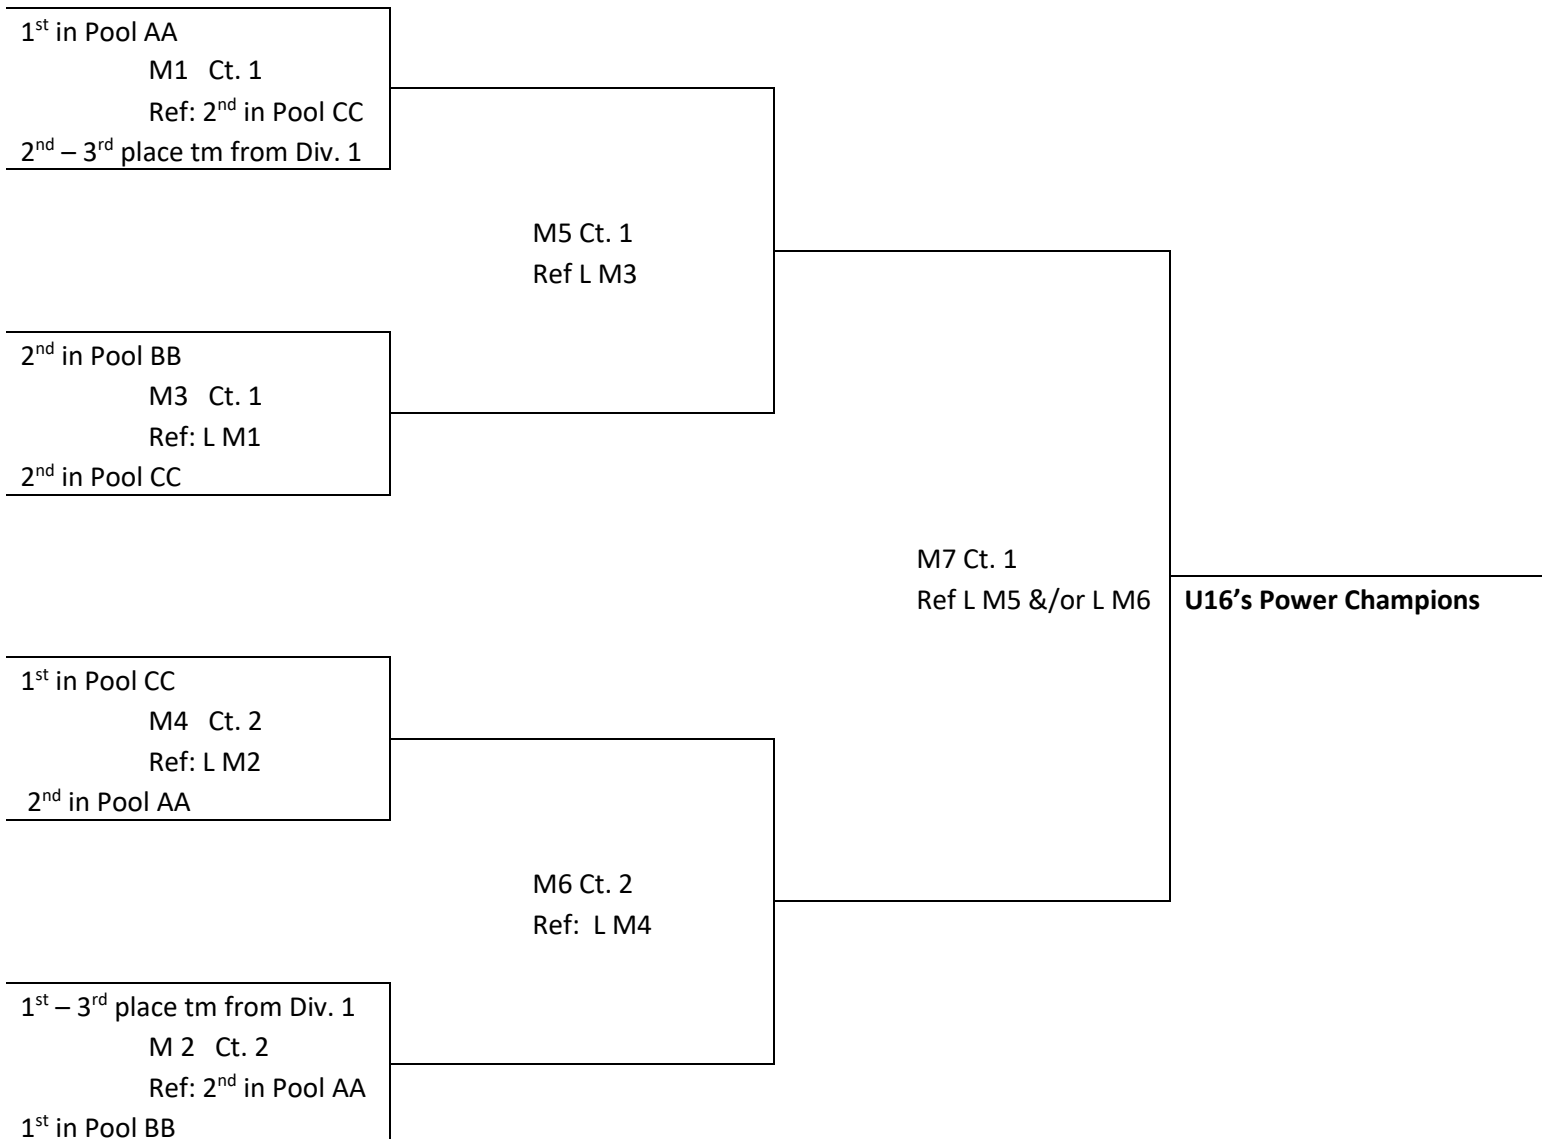 1st in Pool AA
M1 Ct. 1
Ref: 2nd in Pool CC
2nd – 3rd place tm from Div. 1
M5 Ct. 1
Ref L M3
2nd in Pool BB
M3 Ct. 1
Ref: L M1
2nd in Pool CC
M7 Ct. 1
Ref L M5 &/or L M6
U16’s Power Champions
1st in Pool CC
M4 Ct. 2
Ref: L M2
2nd in Pool AA
M6 Ct. 2
Ref: L M4
1st – 3rd place tm from Div. 1
M 2 Ct. 2
Ref: 2nd in Pool AA
1st in Pool BB